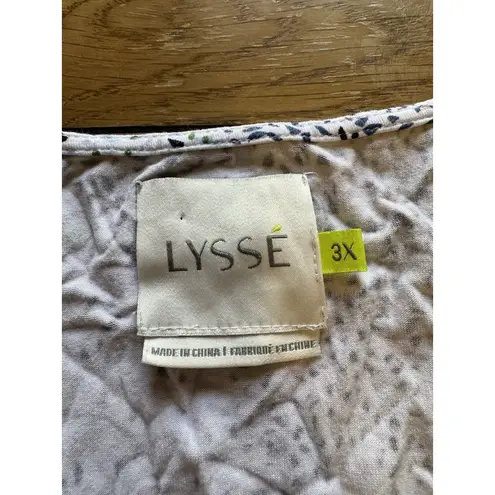 LYSSÉ
3X
MADE IN CHINA | FABRIQUÉ EN CHINE